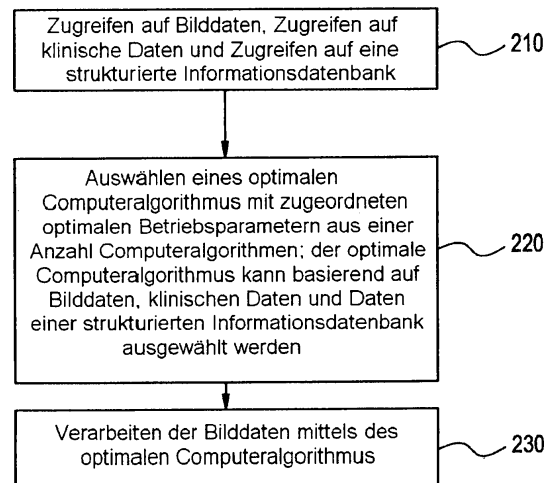 Zugreifen auf Bilddaten, Zugreifen auf
klinische Daten und Zugreifen auf eine
strukturierte Informationsdatenbank
210
Auswählen eines optimalen
Computeralgorithmus mit zugeordneten
optimalen Betriebsparametern aus einer
Anzahl Computeralgorithmen; der optimale
Computeralgorithmus kann basierend auf
Bilddaten, klinischen Daten und Daten
einer strukturierten Informationsdatenbank
ausgewählt werden
220
Verarbeiten der Bilddaten mittels des
optimalen Computeralgorithmus
230